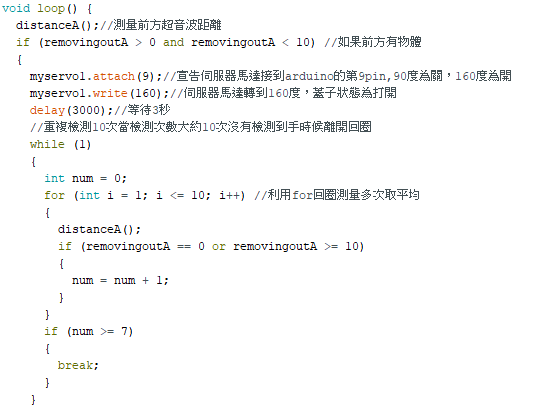 void loop() {
  distanceA();//測量前方超音波距離
  if (removingoutA > 0 and removingoutA < 10) //如果前方有物體
  {
    myservo1.attach(9);//宣告伺服器馬達接到arduino的第9pin,90度為關，160度為開
    myservo1.write(160);//伺服器馬達轉到160度，蓋子狀態為打開
    delay(3000);//等待3秒
    //重複檢測10次當檢測次數大約10次沒有檢測到手時候離開回圈
    while (1)
    {
      int num = 0;
      for (int i = 1; i <= 10; i++) //利用for回圈測量多次取平均
      {
        distanceA();
        if (removingoutA == 0 or removingoutA >= 10)
        {
          num = num + 1;
        }
      }
      if (num >= 7)
      {
        break;
      }
    }